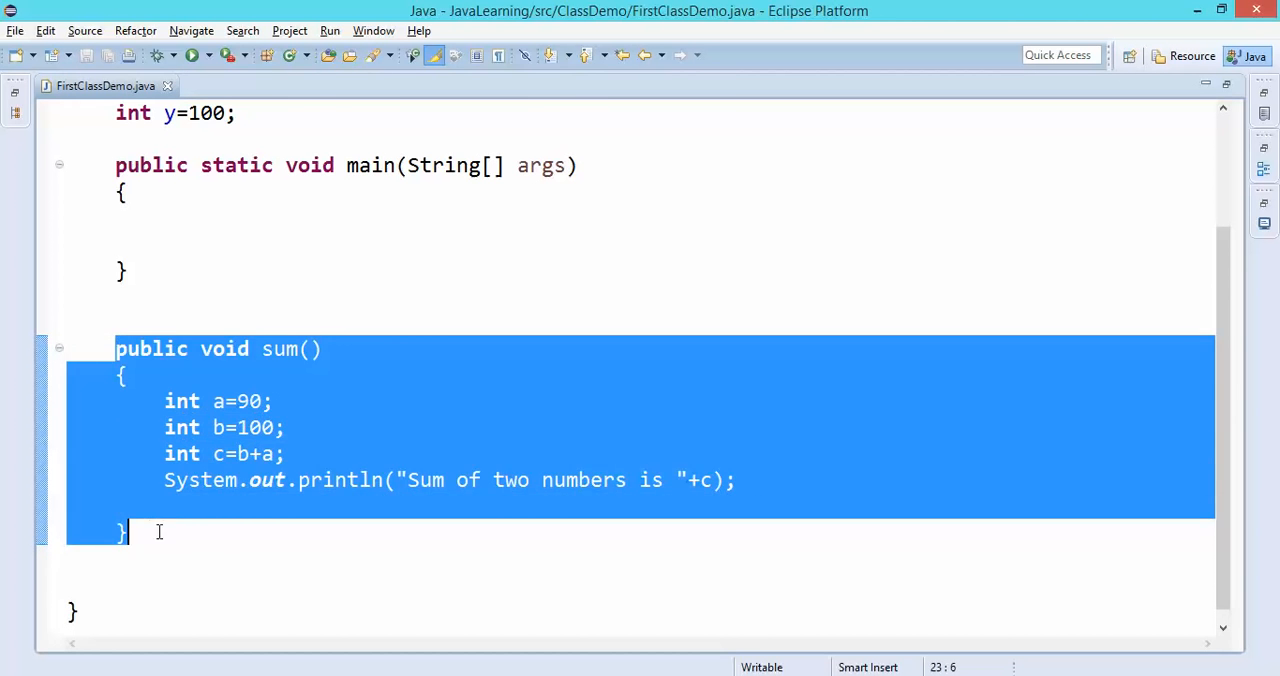 Java - JavaLearning/src/ClassDemo/FirstClassDemo.java - Eclipse Platform
File Edit Source Refactor Navigate Search Project Run Window Help
Quick Access Resource Java
FirstClassDemo.java
int y=100;
public static void main(String[] args)
{
}
public void sum()
{
int a=90;
int b=100;
int c=b+a;
System.out.println("Sum of two numbers is "+c);
}
}
Writable Smart Insert 23 : 6